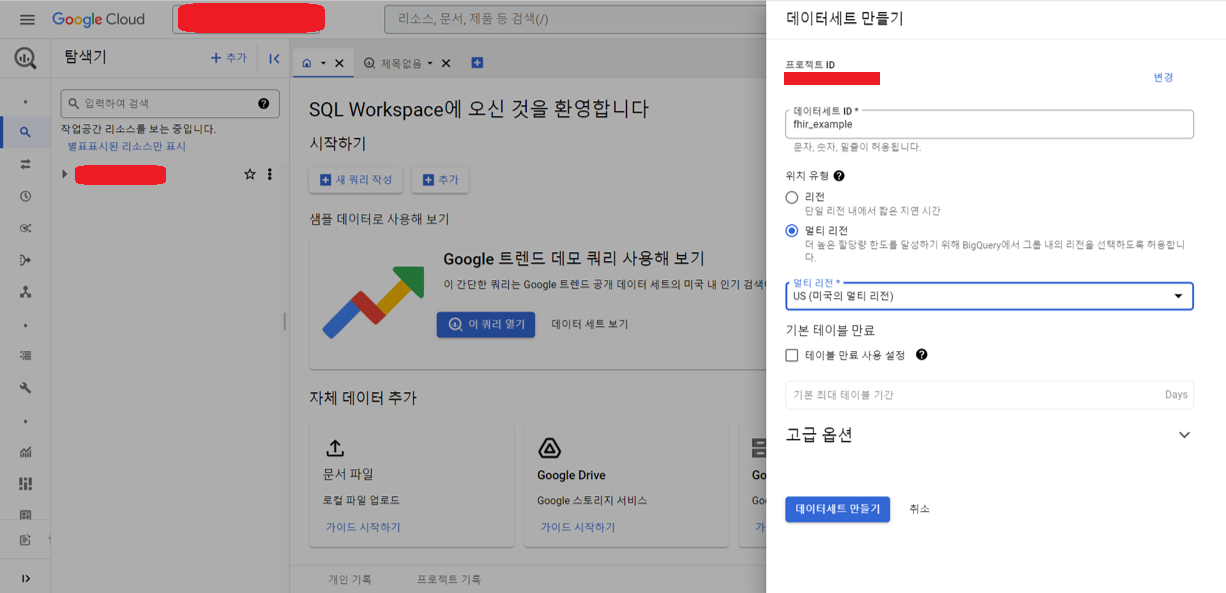 Google Cloud
리소스, 문서, 제품 등 검색(/)
탐색기
추가
입력하여 검색
작업공간 리소스를 보는 중입니다.
별표표시된 리소스만 표시
제목없음
SQL Workspace에 오신 것을 환영합니다
시작하기
새 쿼리 작성
추가
샘플 데이터로 사용해 보기
Google 트렌드 데모 쿼리 사용해 보기
이 간단한 쿼리는 Google 트렌드 공개 데이터 세트의 미국 내 인기 검색어
이 쿼리 열기
데이터 세트 보기
자체 데이터 추가
문서 파일
로컬 파일 업로드
가이드 시작하기
Google Drive
Google 스토리지 서비스
가이드 시작하기
Go
Go
가
개인 기록
프로젝트 기록
데이터세트 만들기
프로젝트 ID
변경
데이터세트 ID *
fhir_example
문자, 숫자, 밑줄이 허용됩니다.
위치 유형
리전
단일 리전 내에서 짧은 지연 시간
멀티 리전
더 높은 할당량 한도를 달성하기 위해 BigQuery에서 그룹 내의 리전을 선택하도록 허용합니
다.
멀티 리전 *
US (미국의 멀티 리전)
기본 테이블 만료
테이블 만료 사용 설정
기본 최대 테이블 기간
Days
고급 옵션
데이터세트 만들기
취소